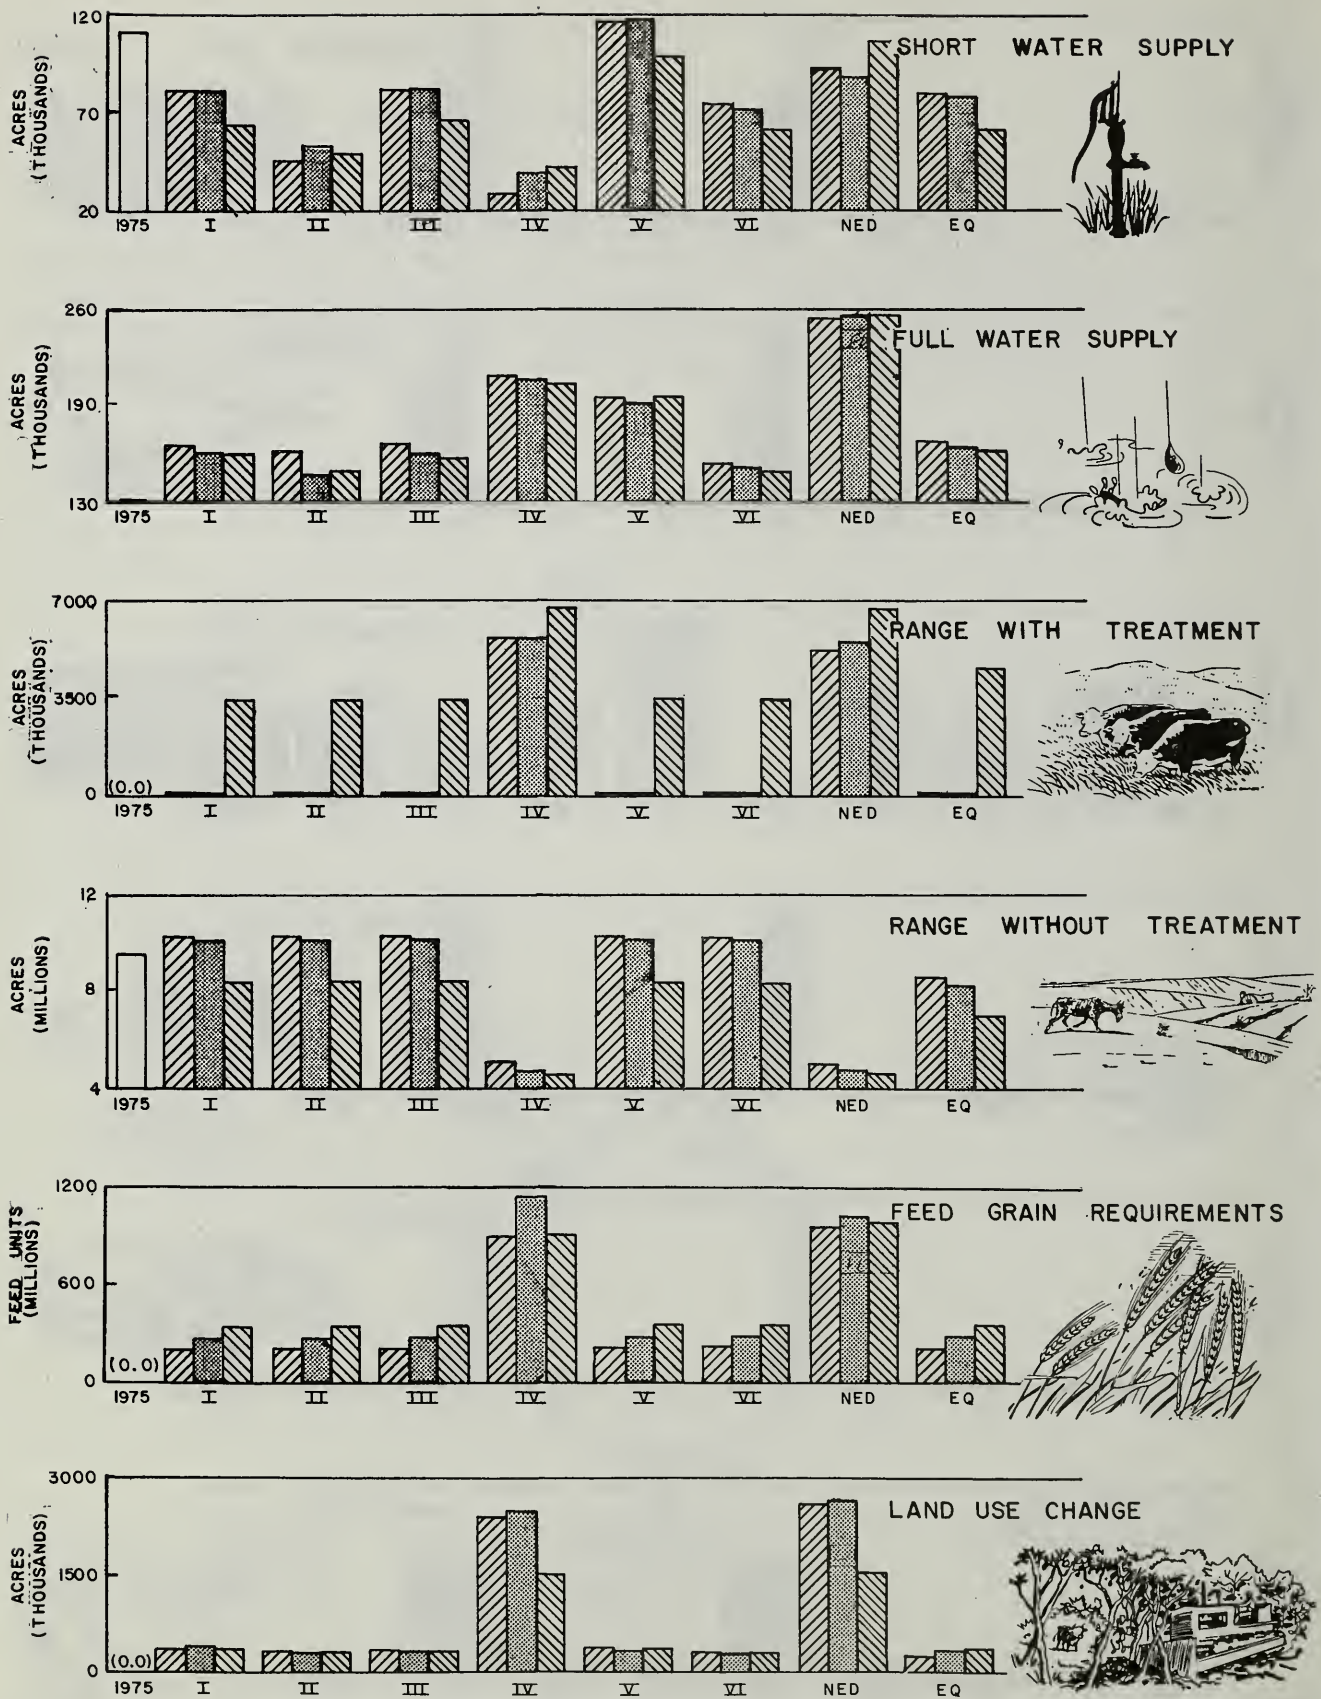 120
70
20
ACRES
(THOUSANDS)
SHORT WATER SUPPLY
1975 I II III IV V VI NED EQ
260
190
130
ACRES
(THOUSANDS)
FULL WATER SUPPLY
1975 I II III IV V VI NED EQ
7000
3500
0
ACRES
(THOUSANDS)
(0.0)
RANGE WITH TREATMENT
1975 I II III IV V VI NED EQ
12
8
4
ACRES
(MILLIONS)
RANGE WITHOUT TREATMENT
1975 I II III IV V VI NED EQ
1200
600
0
FEED UNITS
(MILLIONS)
(0.0)
FEED GRAIN REQUIREMENTS
1975 I II III IV V VI NED EQ
3000
1500
0
ACRES
(THOUSANDS)
(0.0)
LAND USE CHANGE
1975 I II III IV V VI NED EQ